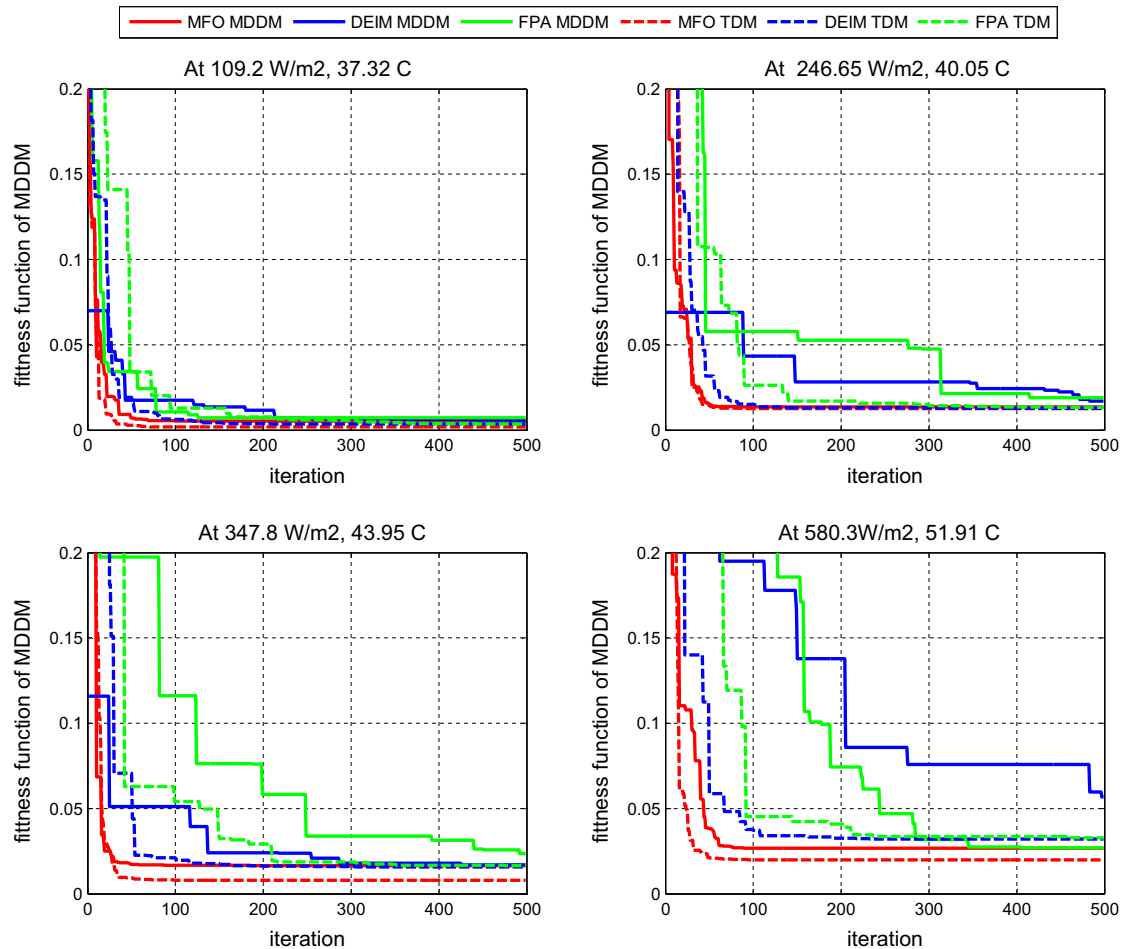 MFO MDDM DEIM MDDM FPA MDDM MFO TDM DEIM TDM FPA TDM
At 109.2 W/m2, 37.32 C
fittness function of MDDM
0.2
0.15
0.1
0.05
0
0 100 200 300 400 500
iteration
At 246.65 W/m2, 40.05 C
fittness function of MDDM
0.2
0.15
0.1
0.05
0
0 100 200 300 400 500
iteration
At 347.8 W/m2, 43.95 C
fittness function of MDDM
0.2
0.15
0.1
0.05
0
0 100 200 300 400 500
iteration
At 580.3W/m2, 51.91 C
fittness function of MDDM
0.2
0.15
0.1
0.05
0
0 100 200 300 400 500
iteration